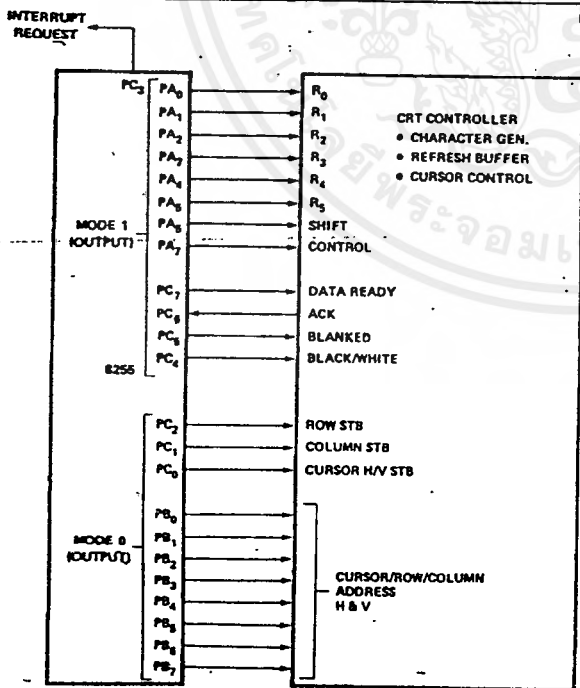 INTERRUPT
REQUEST
PC3
PA0 R0
PA1 R1
PA2 R2
PA7 R3
PA4 R4
PA5 R5
PA6 SHIFT
PA7 CONTROL
CRT CONTROLLER
• CHARACTER GEN.
• REFRESH BUFFER
• CURSOR CONTROL
MODE 1
(OUTPUT)
PC7 DATA READY
PC6 ACK
PC5 BLANKED
PC4 BLACK/WHITE
8255
PC2 ROW STB
PC1 COLUMN STB
PC0 CURSOR H/V STB
MODE 0
(OUTPUT)
PB0
PB1
PB2
PB3
PB4
PB5
PB6
PB7
CURSOR/ROW/COLUMN
ADDRESS
H & V